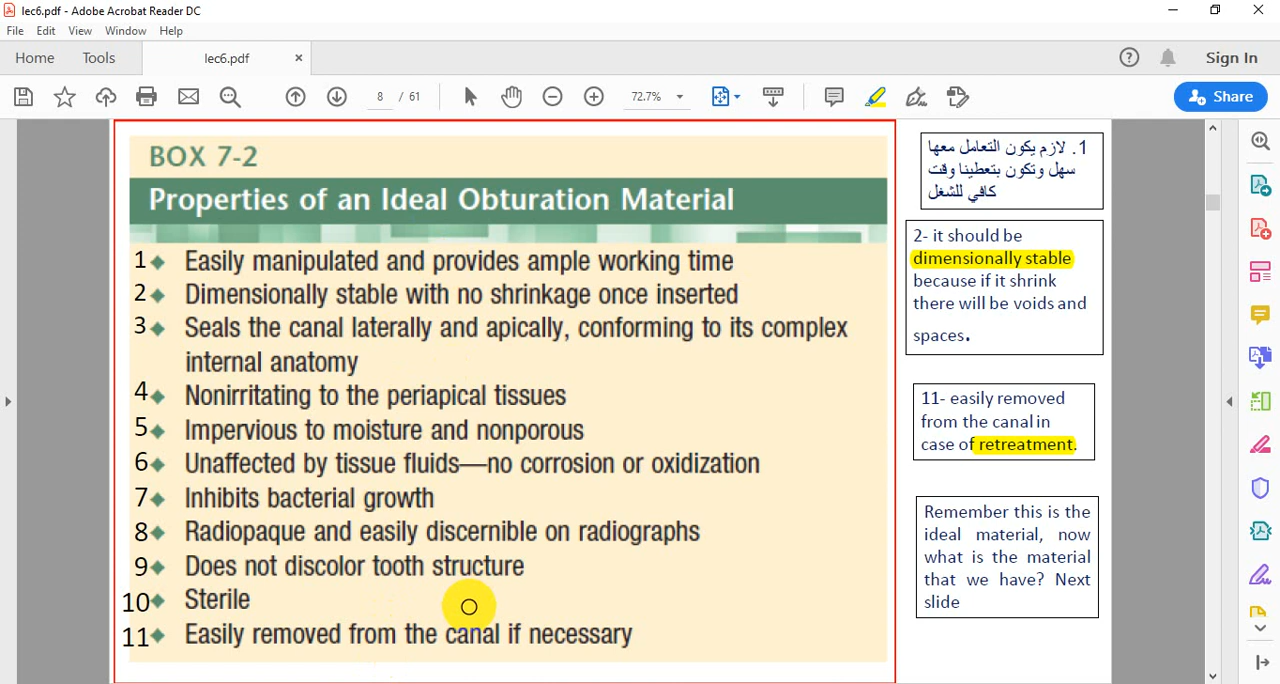 lec6.pdf - Adobe Acrobat Reader DC
File Edit View Window Help
Home Tools lec6.pdf × Sign In
8 / 61 72.7% Share
BOX 7-2
Properties of an Ideal Obturation Material
1 Easily manipulated and provides ample working time
2 Dimensionally stable with no shrinkage once inserted
3 Seals the canal laterally and apically, conforming to its complex
internal anatomy
4 Nonirritating to the periapical tissues
5 Impervious to moisture and nonporous
6 Unaffected by tissue fluids—no corrosion or oxidization
7 Inhibits bacterial growth
8 Radiopaque and easily discernible on radiographs
9 Does not discolor tooth structure
10 Sterile
11 Easily removed from the canal if necessary
1. لازم يكون التعامل معها
سهل وتكون بتعطينا وقت
كافي للشغل
2- it should be
dimensionally stable
because if it shrink
there will be voids and
spaces.
11- easily removed
from the canal in
case of retreatment.
Remember this is the
ideal material, now
what is the material
that we have? Next
slide